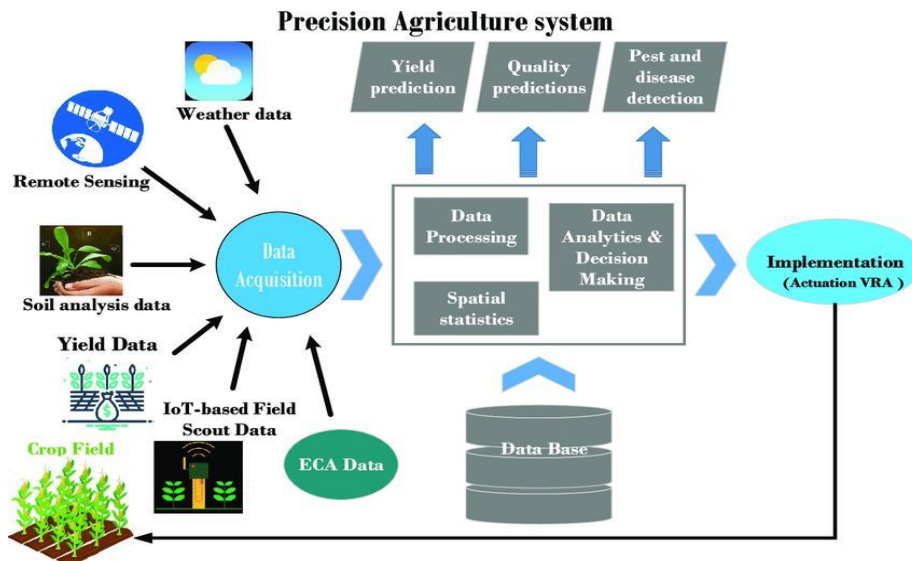 Precision Agriculture system
Weather data
Remote Sensing
Soil analysis data
Yield Data
IoT-based Field
Scout Data
ECA Data
Crop Field
Data
Acquisition
Yield
prediction
Quality
predictions
Pest and
disease
detection
Data
Processing
Data
Analytics &
Decision
Making
Spatial
statistics
Data Base
Implementation
(Actuation VRA )
$